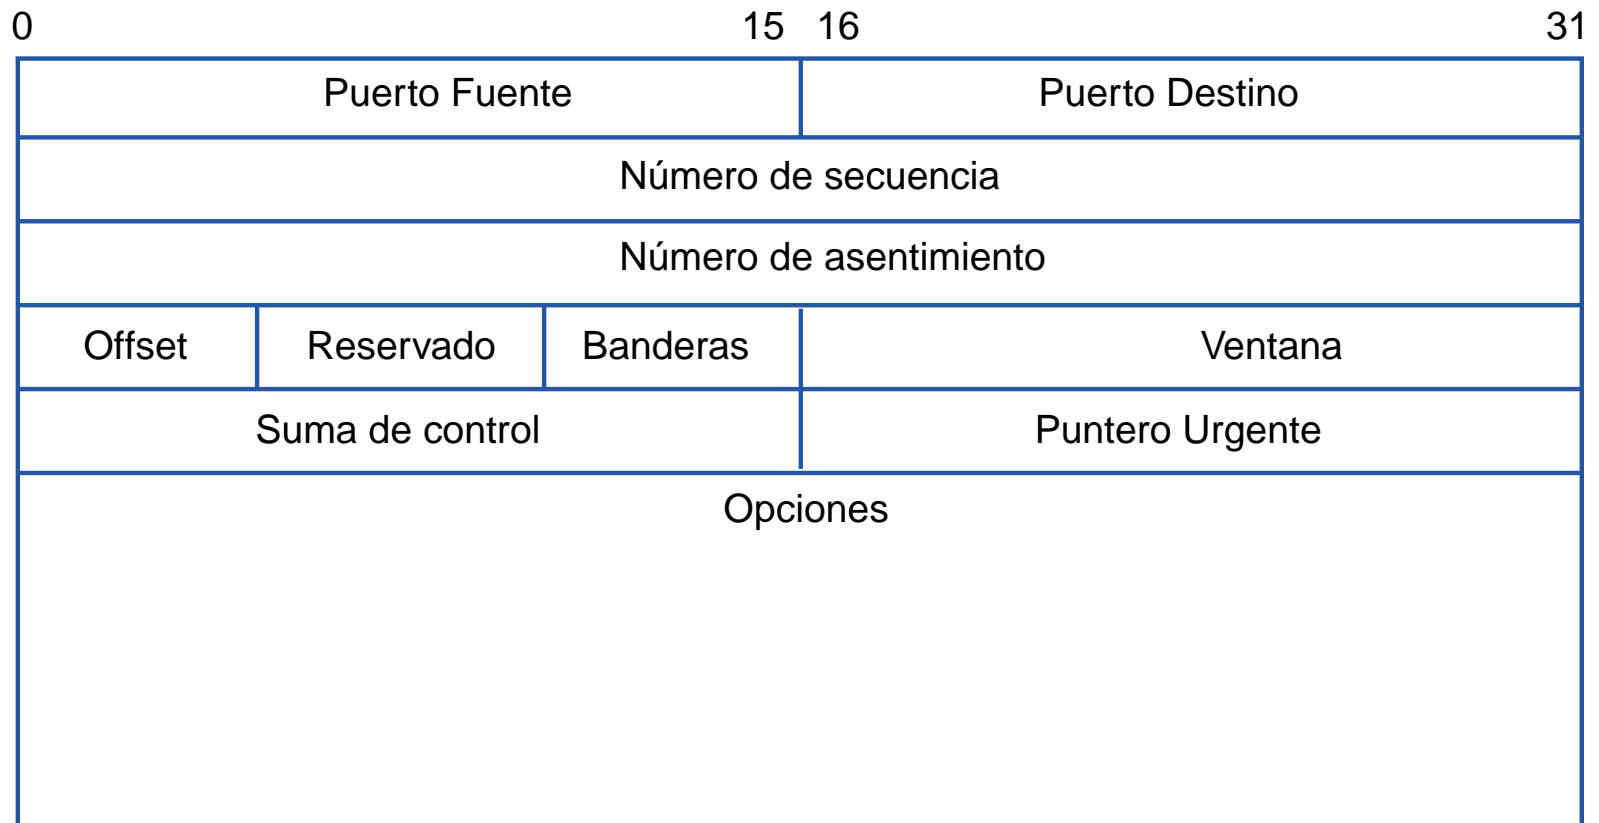 0 15 16 31
Puerto Fuente Puerto Destino
Número de secuencia
Número de asentimiento
Offset Reservado Banderas Ventana
Suma de control Puntero Urgente
Opciones